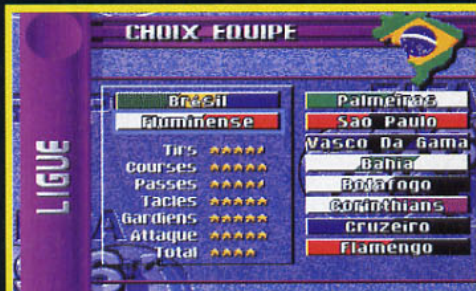 CHOIX EQUIPE
LIGUE
Brésil
Fluminense
Tirs
Courses
Passes
Tacles
Gardiens
Attaque
Total
Palmeiras
Sao Paulo
Vasco Da Gama
Bahia
Botafogo
Corinthians
Cruzeiro
Flamengo